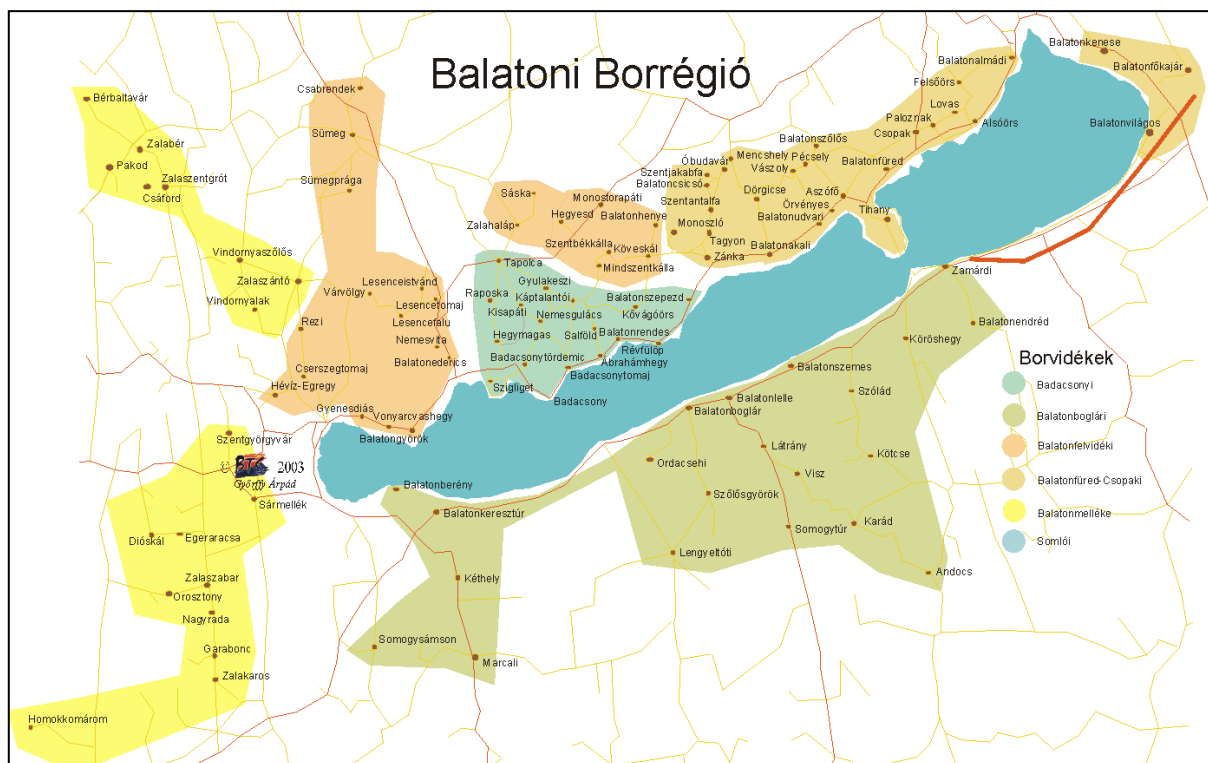 Balatoni Borrégió
Balatonkenese
Balatonalmádi
Balatonfőkajár
Felsőörs
Csabrendek
Bérbaltavár
Lovas
Paloznak
Alsóörs
Csopak
Balatonvilágos
Sümeg
Zalabér
Balatonszőlős
Óbudavár
Mencshely
Pécsely
Balatonfüred
Pakod
Szentjakabfa
Vászoly
Zalaszentgrót
Balatoncsicsó
Sümegprága
Csáford
Sáska
Monostorapáti
Szentantalfa
Dörgicse
Aszófő
Örvényes
Tihany
Hegyesd
Balatonhenye
Zalahaláp
Monoszló
Balatonudvari
Tagyon
Szentbékkálla
Köveskál
Balatonakali
Vindornyaszőlős
Zánka
Tapolca
Mindszentkálla
Zamárdi
Zalaszántó
Lesenceistvánd
Gyulakeszi
Várvölgy
Raposka
Káptalantóti
Balatonszepezd
Vindornyalak
Lesencetomaj
Kisapáti
Kővágóörs
Rezi
Lesencefalu
Nemesgulács
Balatonendréd
Nemesvita
Hegymagas
Salföld
Balatonrendes
Kőröshegy
Révfülöp
Balatonederics
Badacsonytördemic
Ábrahámhegy
Borvidékek
Cserszegtomaj
Badacsonytomaj
Balatonszemes
Szigliget
Badacsonyi
Hévíz-Egregy
Badacsony
Balatonlelle
Szólád
Gyenesdiás
Vonyarcvashegy
Balatonboglár
Balatonboglári
Balatongyörök
Szentgyörgyvár
Látrány
Balatonfelvidéki
Kötcse
© BTS 2003
Ordacsehi
Győrffy Árpád
Visz
Balatonfüred-Csopaki
Balatonberény
Sármellék
Szőlősgyörök
Balatonkeresztúr
Balatonmelléke
Karád
Somogytúr
Dióskál
Egeraracsa
Somlói
Lengyeltóti
Zalaszabar
Kéthely
Andocs
Orosztony
Nagyrada
Somogysámson
Garabonc
Marcali
Zalakaros
Homokkomárom